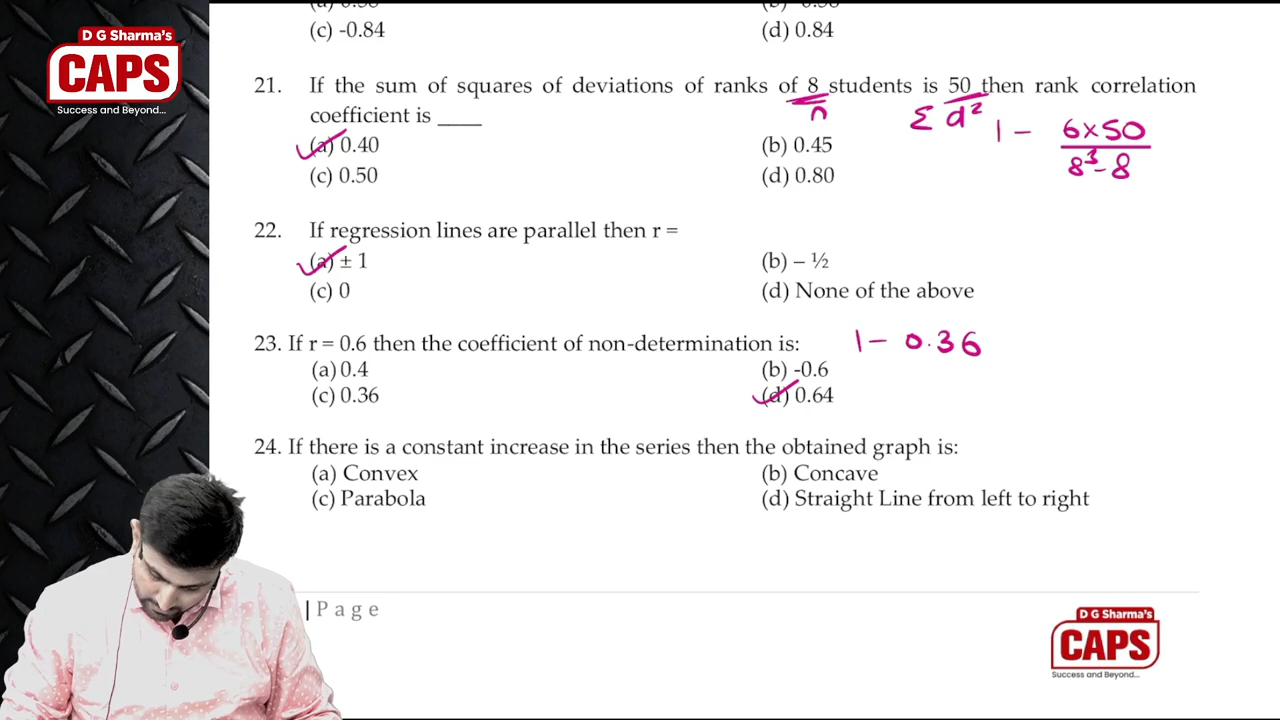 D G Sharma's
CAPS
Success and Beyond...
(c) -0.84 (d) 0.84
21. If the sum of squares of deviations of ranks of 8 students is 50 then rank correlation
coefficient is ____
n Σ d² 1 - 6×50
8³-8
(a) 0.40 (b) 0.45
(c) 0.50 (d) 0.80
22. If regression lines are parallel then r =
(a) ± 1 (b) – ½
(c) 0 (d) None of the above
23. If r = 0.6 then the coefficient of non-determination is: 1 - 0.36
(a) 0.4 (b) -0.6
(c) 0.36 (d) 0.64
24. If there is a constant increase in the series then the obtained graph is:
(a) Convex (b) Concave
(c) Parabola (d) Straight Line from left to right
| Page
D G Sharma's
CAPS
Success and Beyond...